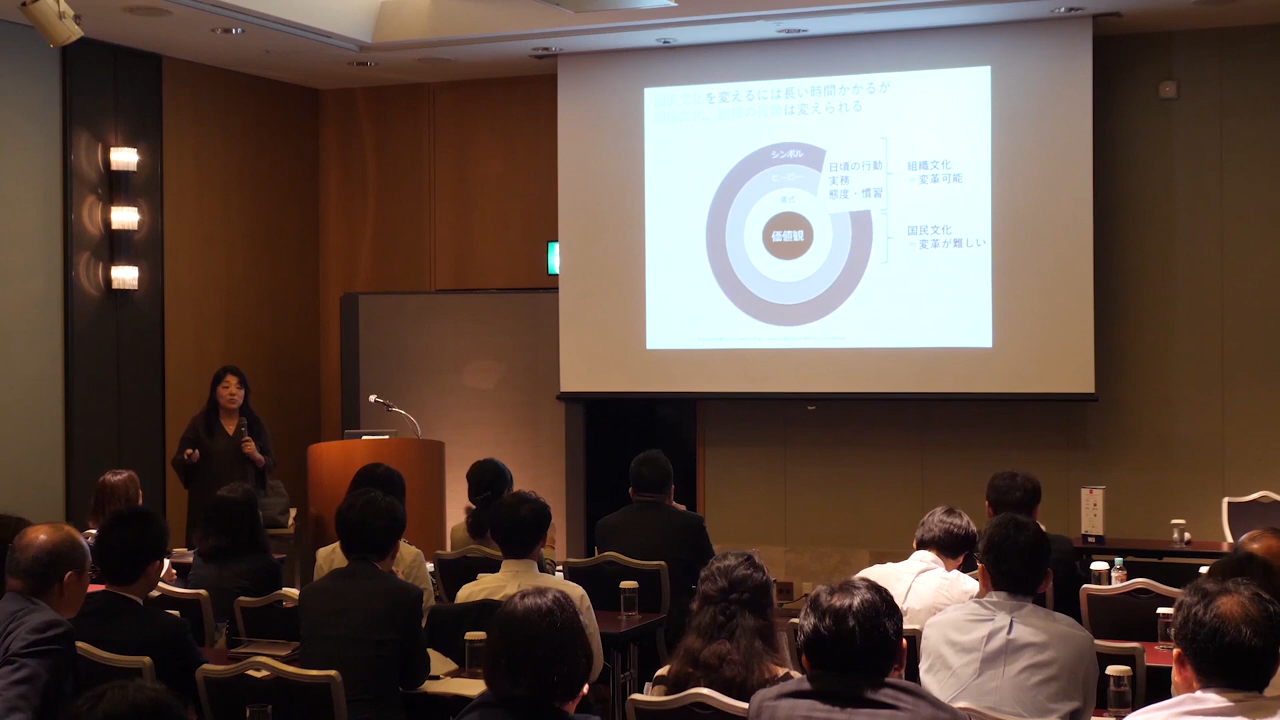 を変えるには長い時間かかるが
は変えられる
シンボル
ヒーロー
儀式
価値観
日頃の行動
実務
態度・慣習
組織文化
＝変革可能
国民文化
＝変革が難しい